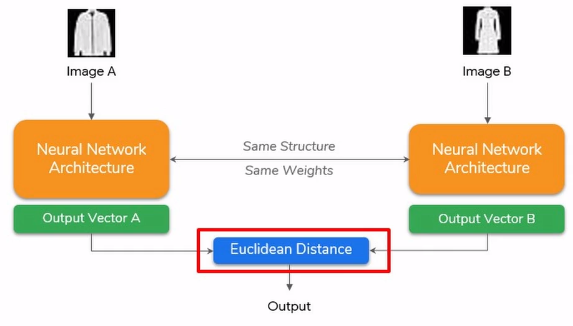 Image A
Image B
Neural Network
Architecture
Same Structure
Same Weights
Neural Network
Architecture
Output Vector A
Output Vector B
Euclidean Distance
Output